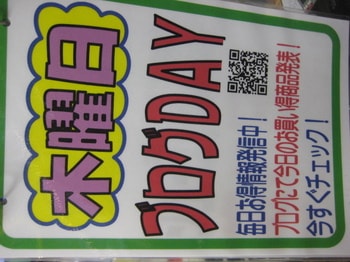 木曜日
ブログDAY
毎日お得情報発信中！
ブログにて今日のお買い得商品発表！
今すぐチェック！